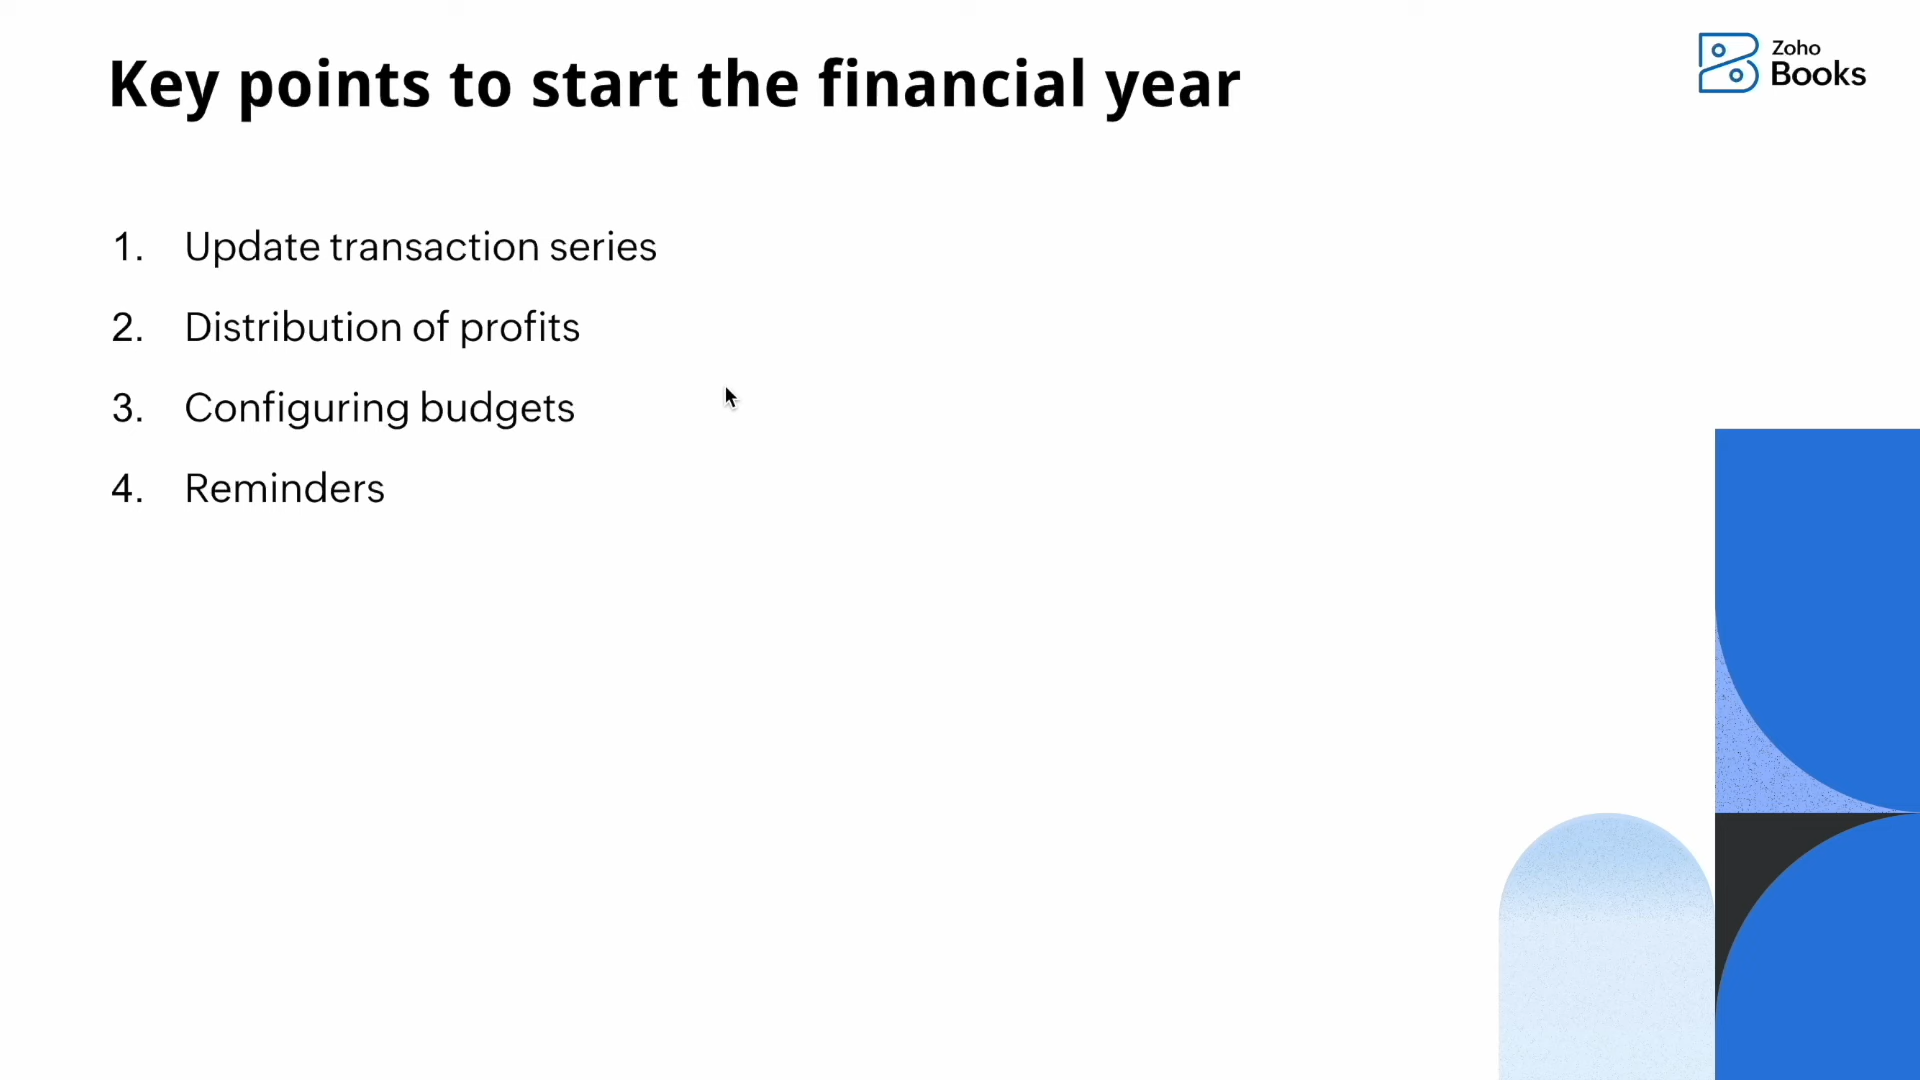 Key points to start the financial year
Zoho
Books
1. Update transaction series
2. Distribution of profits
3. Configuring budgets
4. Reminders